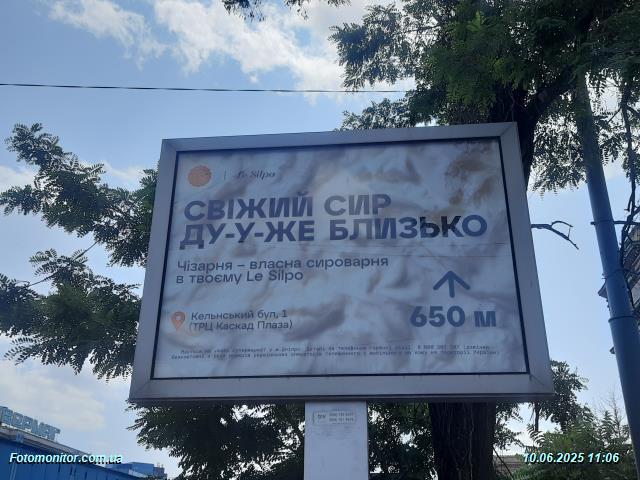 Le Silpo
СВІЖИЙ СИР
ДУ-У-ЖЕ БЛИЗЬКО
Чізарня – власна сироварня
в твоєму Le Silpo
Кельнський бул, 1
(ТРЦ Каскад Плаза)
650 м
Fotomonitor.com.ua
10.06.2025 11:06